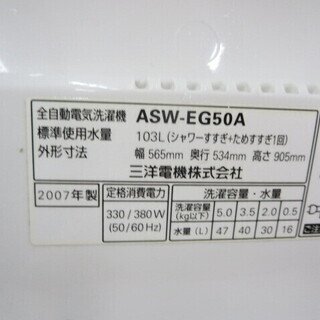 全自動電気洗濯機 ASW-EG50A
標準使用水量 103L(シャワーすすぎ+ためすすぎ1回)
外形寸法 幅 565mm 奥行 534mm 高さ 905mm
三洋電機株式会社
2007年製
定格消費電力
330/380W
(50/60Hz)
洗濯容量・水量
洗濯容量(kg以下) 5.0 3.5 2.0 0.5
水量(L) 47 40 30 16